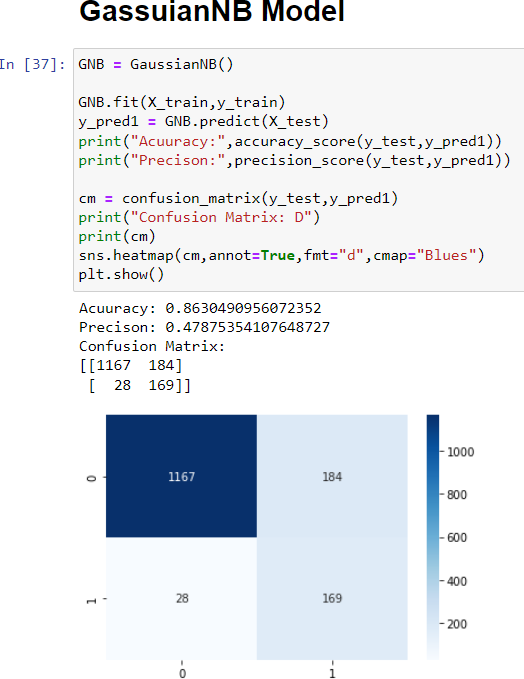 GassuianNB Model
In [37]: GNB = GaussianNB()
GNB.fit(X_train,y_train)
y_pred1 = GNB.predict(X_test)
print("Acuuracy:",accuracy_score(y_test,y_pred1))
print("Precison:",precision_score(y_test,y_pred1))
cm = confusion_matrix(y_test,y_pred1)
print("Confusion Matrix: D")
print(cm)
sns.heatmap(cm,annot=True,fmt="d",cmap="Blues")
plt.show()
Acuuracy: 0.8630490956072352
Precison: 0.47875354107648727
Confusion Matrix:
[[1167 184]
[ 28 169]]
1000
0 1167 184
800
600
400
1 28 169
200
0 1